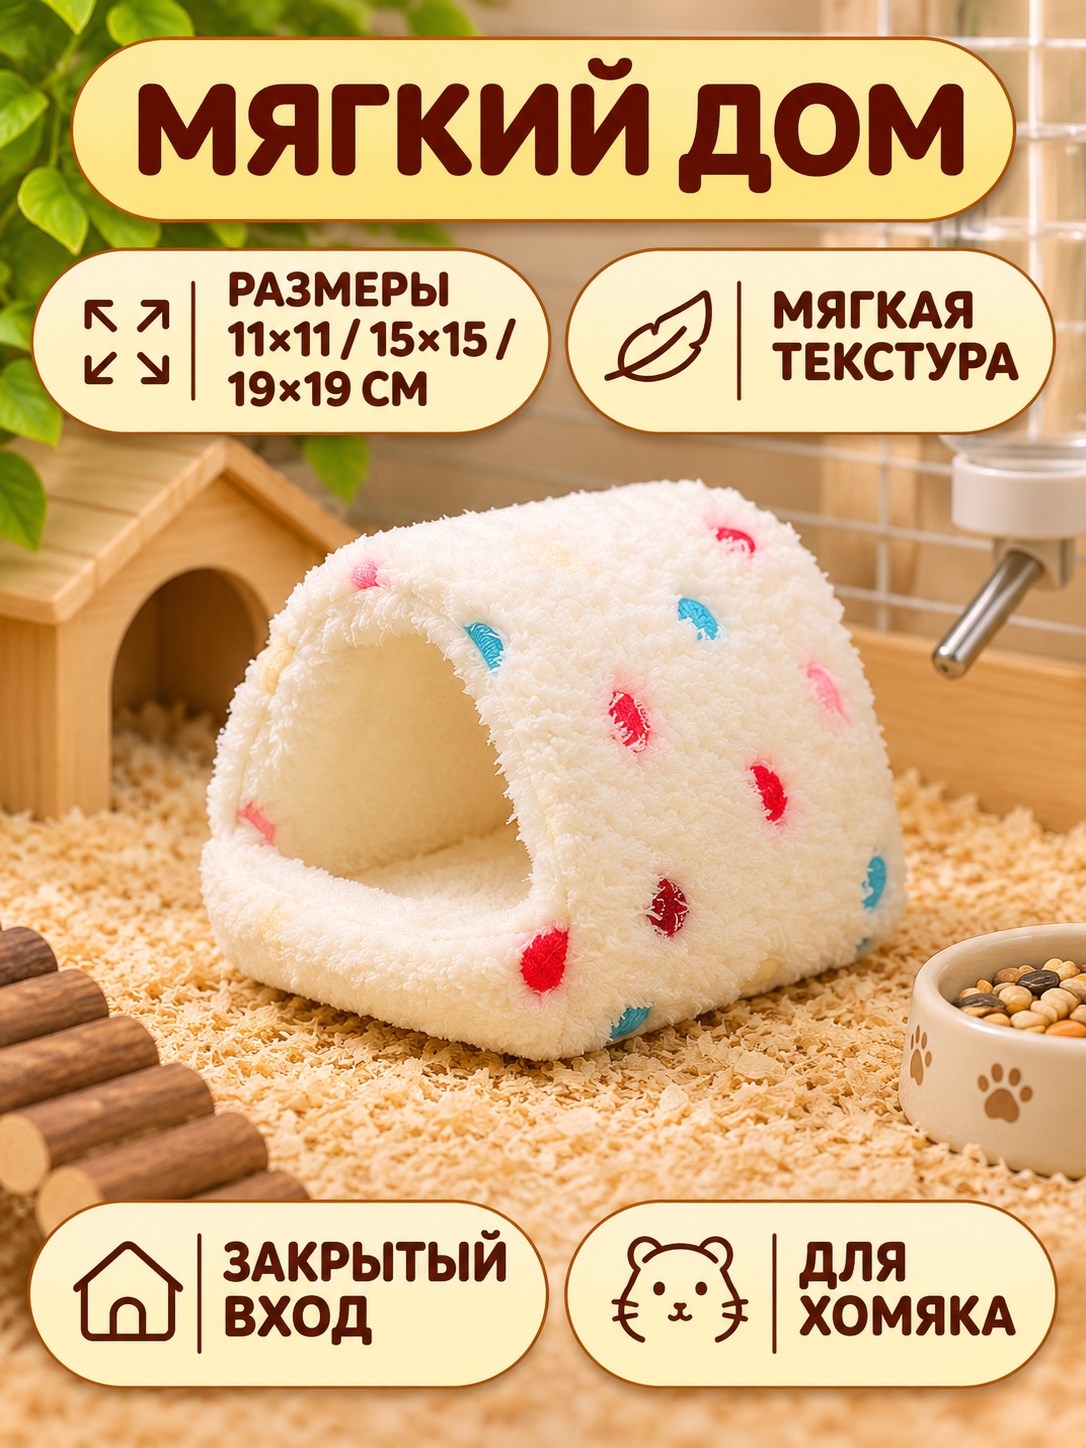 МЯГКИЙ ДОМ
РАЗМЕРЫ
11×11 / 15×15 /
19×19 СМ
МЯГКАЯ
ТЕКСТУРА
ЗАКРЫТЫЙ
ВХОД
ДЛЯ
ХОМЯКА